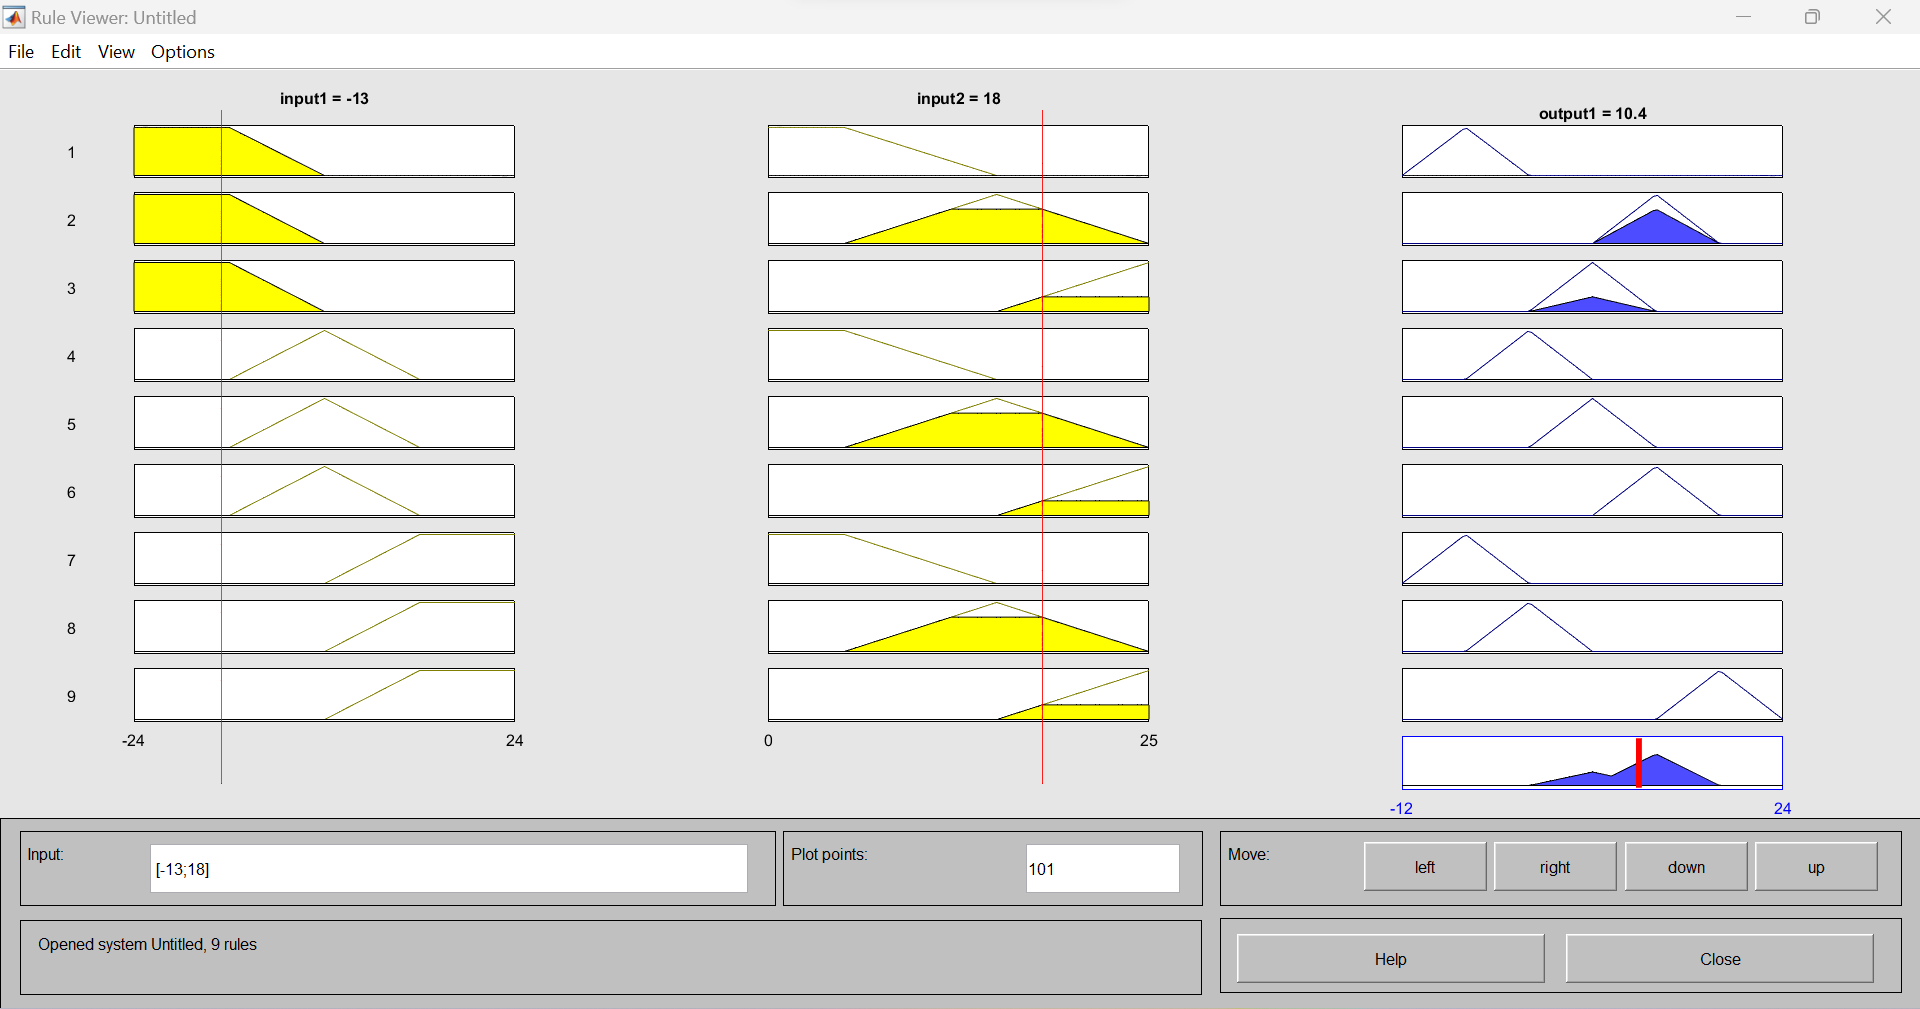 Rule Viewer: Untitled
File Edit View Options
input1 = -13
input2 = 18
output1 = 10.4
1
2
3
4
5
6
7
8
9
-24 24
0 25
-12 24
Input: [-13;18]
Plot points: 101
Move: left right down up
Opened system Untitled, 9 rules
Help Close